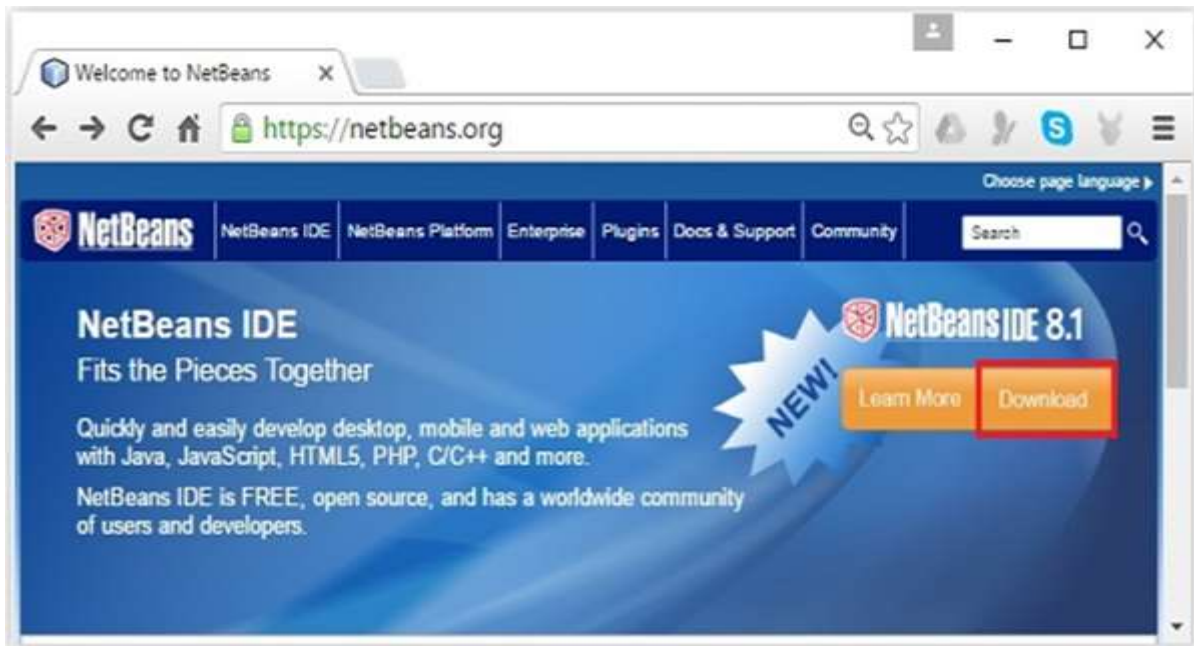 Welcome to NetBeans
https://netbeans.org
Choose page language
NetBeans
NetBeans IDE
NetBeans Platform
Enterprise
Plugins
Docs & Support
Community
Search
NetBeans IDE
Fits the Pieces Together
Quickly and easily develop desktop, mobile and web applications
with Java, JavaScript, HTML5, PHP, C/C++ and more.
NetBeans IDE is FREE, open source, and has a worldwide community
of users and developers.
NEW!
NetBeans IDE 8.1
Learn More
Download